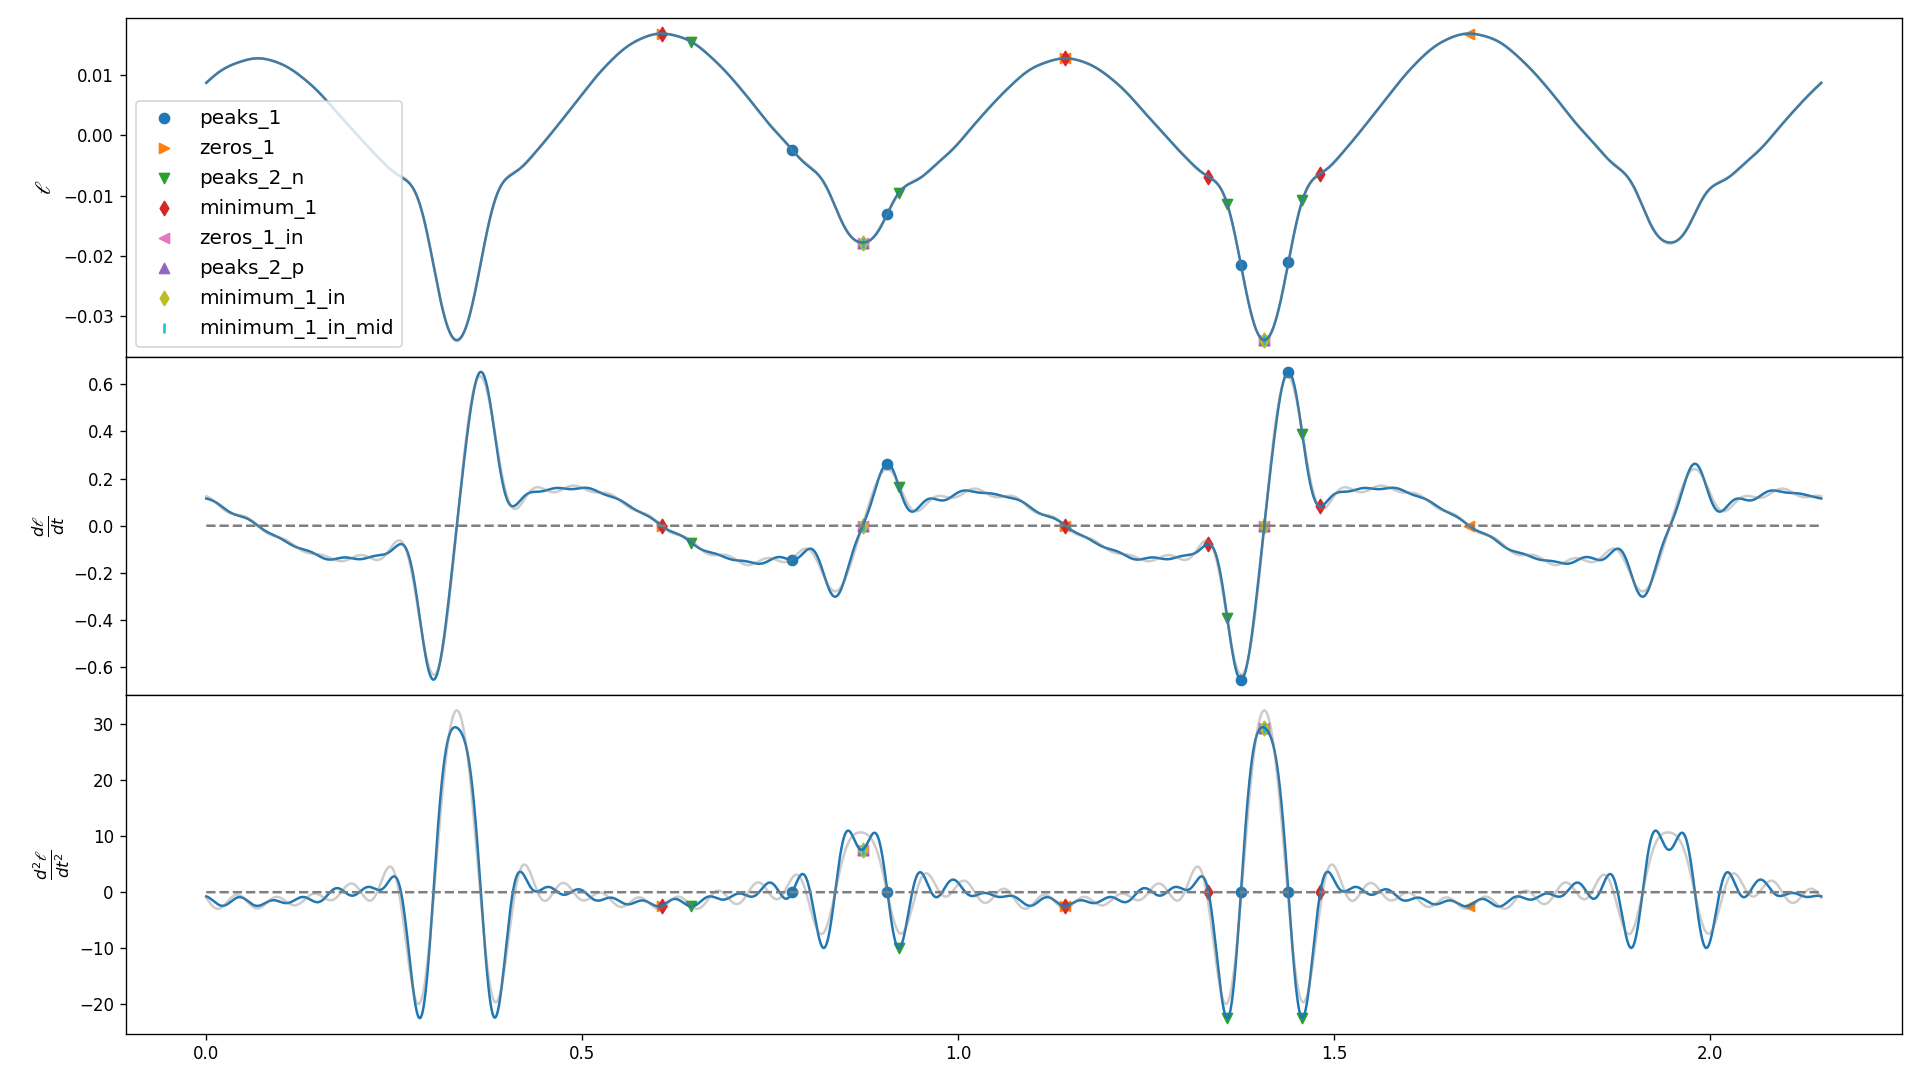 0.01
0.00
−0.01
−0.02
−0.03
ℓ
peaks_1
zeros_1
peaks_2_n
minimum_1
zeros_1_in
peaks_2_p
minimum_1_in
minimum_1_in_mid
0.6
0.4
0.2
0.0
−0.2
−0.4
−0.6
dℓ
dt
30
20
10
0
−10
−20
d²ℓ
dt²
0.0 0.5 1.0 1.5 2.0